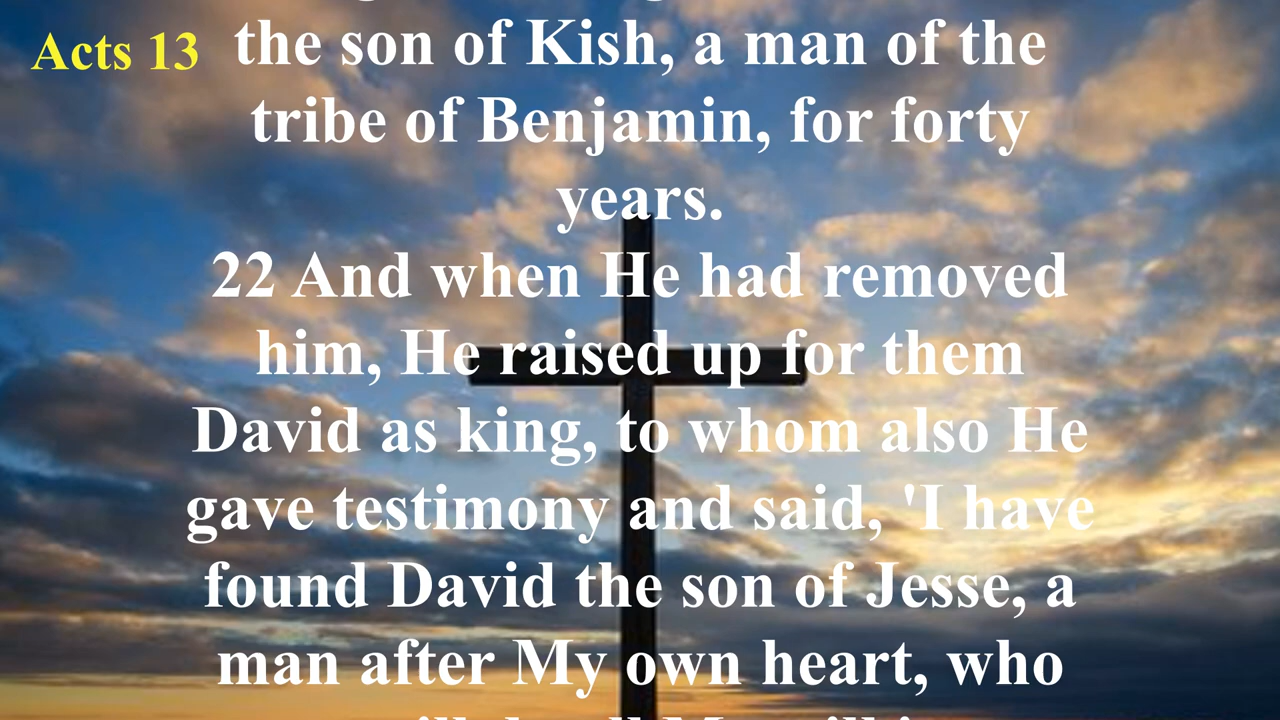 Acts 13
the son of Kish, a man of the
tribe of Benjamin, for forty
years.
22 And when He had removed
him, He raised up for them
David as king, to whom also He
gave testimony and said, 'I have
found David the son of Jesse, a
man after My own heart, who